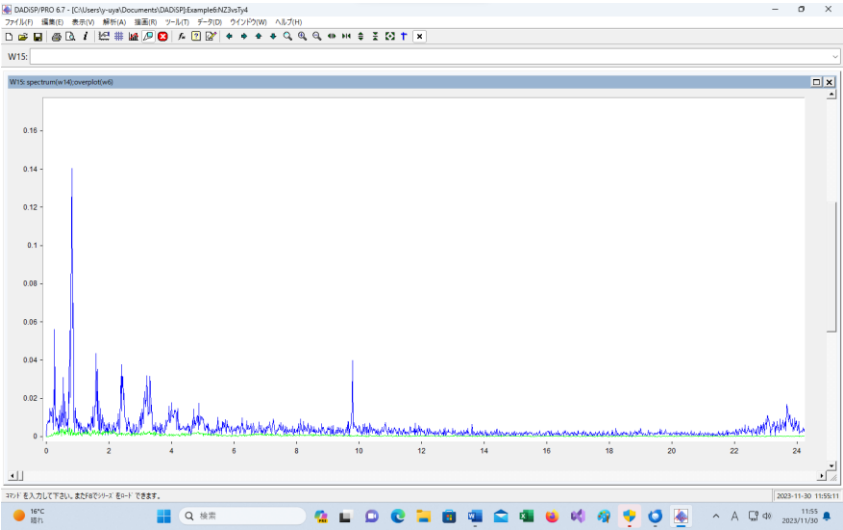 DADiSP/PRO 6.7 - [C:\Users\y-uya\Documents\DADiSP]:Example6:NZ3vsTy4
ファイル(F) 編集(E) 表示(V) 解析(A) 描画(R) ツール(T) データ(D) ウインドウ(W) ヘルプ(H)
W15:
W15: spectrum(w14);overplot(w6)
0.16
0.14
0.12
0.1
0.08
0.06
0.04
0.02
0
0 2 4 6 8 10 12 14 16 18 20 22 24
コマンド を入力して下さい。またF8でシリーズ をロード できます。
2023-11-30 11:55:11
16°C
晴れ
検索
A
11:55
2023/11/30